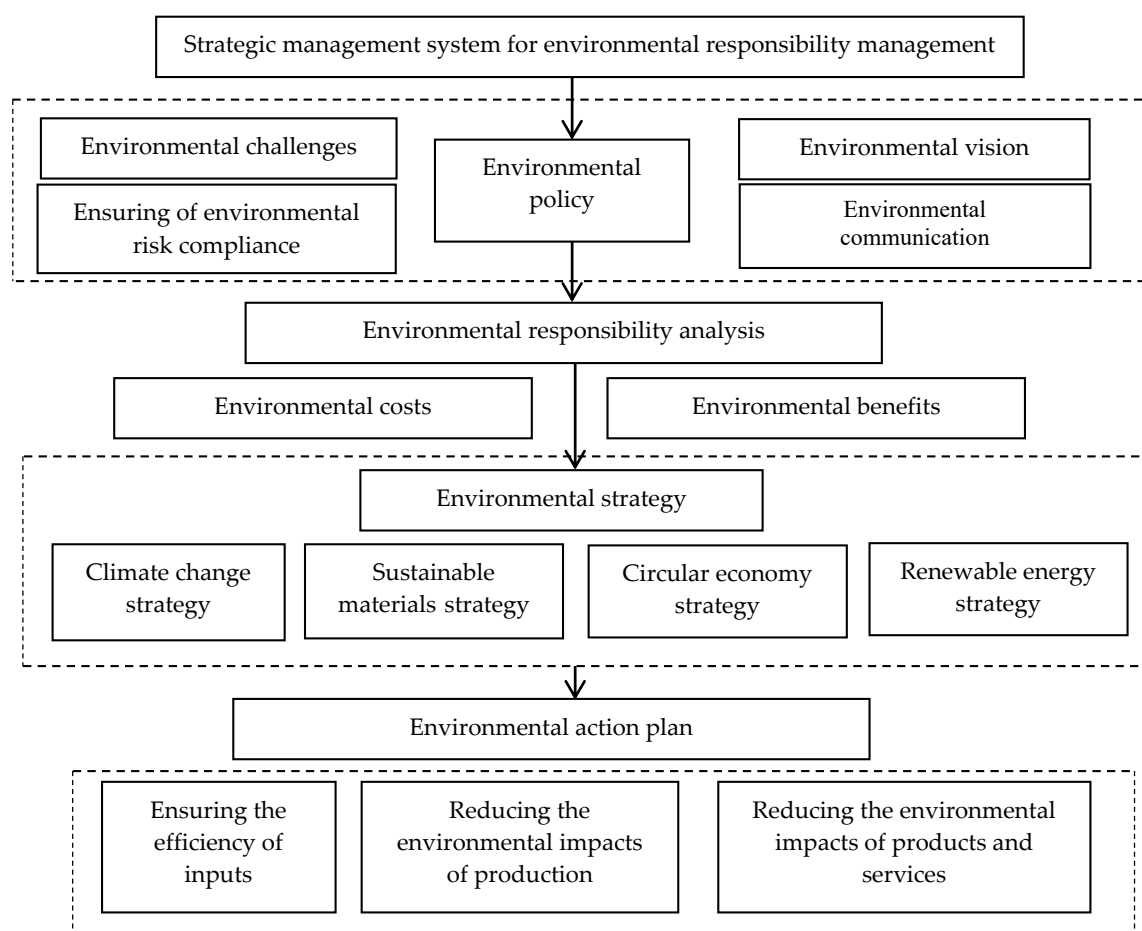 Strategic management system for environmental responsibility management
Environmental challenges
Ensuring of environmental
risk compliance
Environmental
policy
Environmental vision
Environmental
communication
Environmental responsibility analysis
Environmental costs
Environmental benefits
Environmental strategy
Climate change
strategy
Sustainable
materials strategy
Circular economy
strategy
Renewable energy
strategy
Environmental action plan
Ensuring the
efficiency of
inputs
Reducing the
environmental impacts
of production
Reducing the environmental
impacts of products and
services